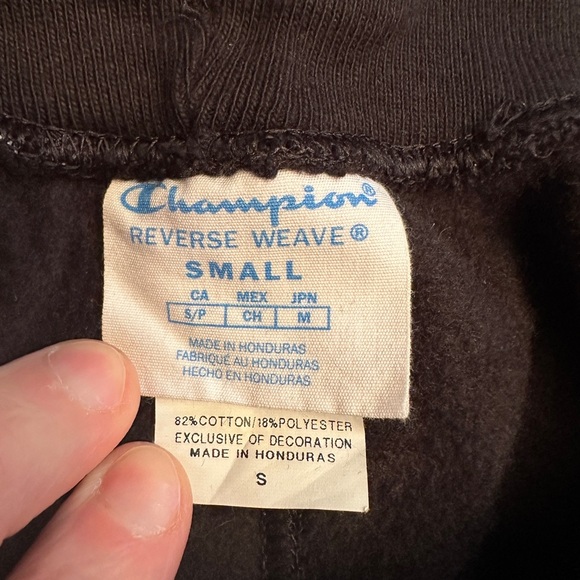 Champion®
REVERSE WEAVE®
SMALL
CA MEX JPN
S/P CH M
MADE IN HONDURAS
FABRIQUÉ AU HONDURAS
HECHO EN HONDURAS
82%COTTON/18%POLYESTER
EXCLUSIVE OF DECORATION
MADE IN HONDURAS
S